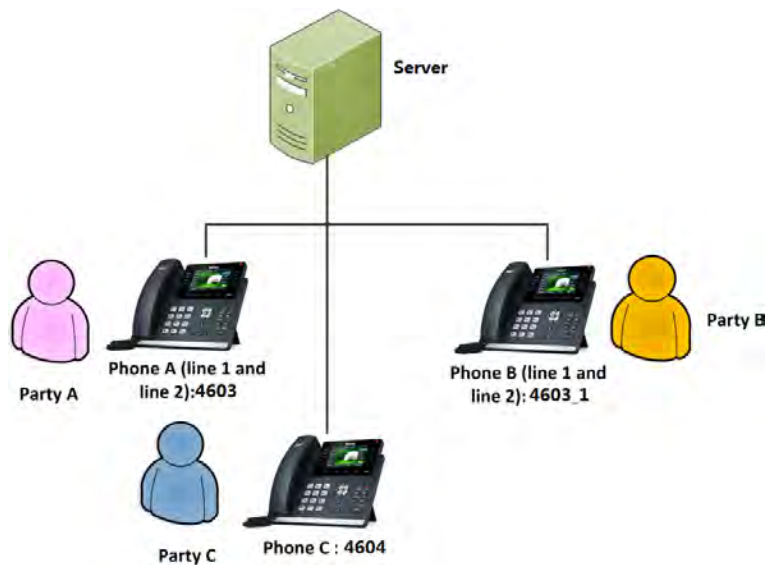 Server
Phone A (line 1 and
line 2):4603
Party A
Phone B (line 1 and
line 2): 4603_1
Party B
Party C
Phone C : 4604